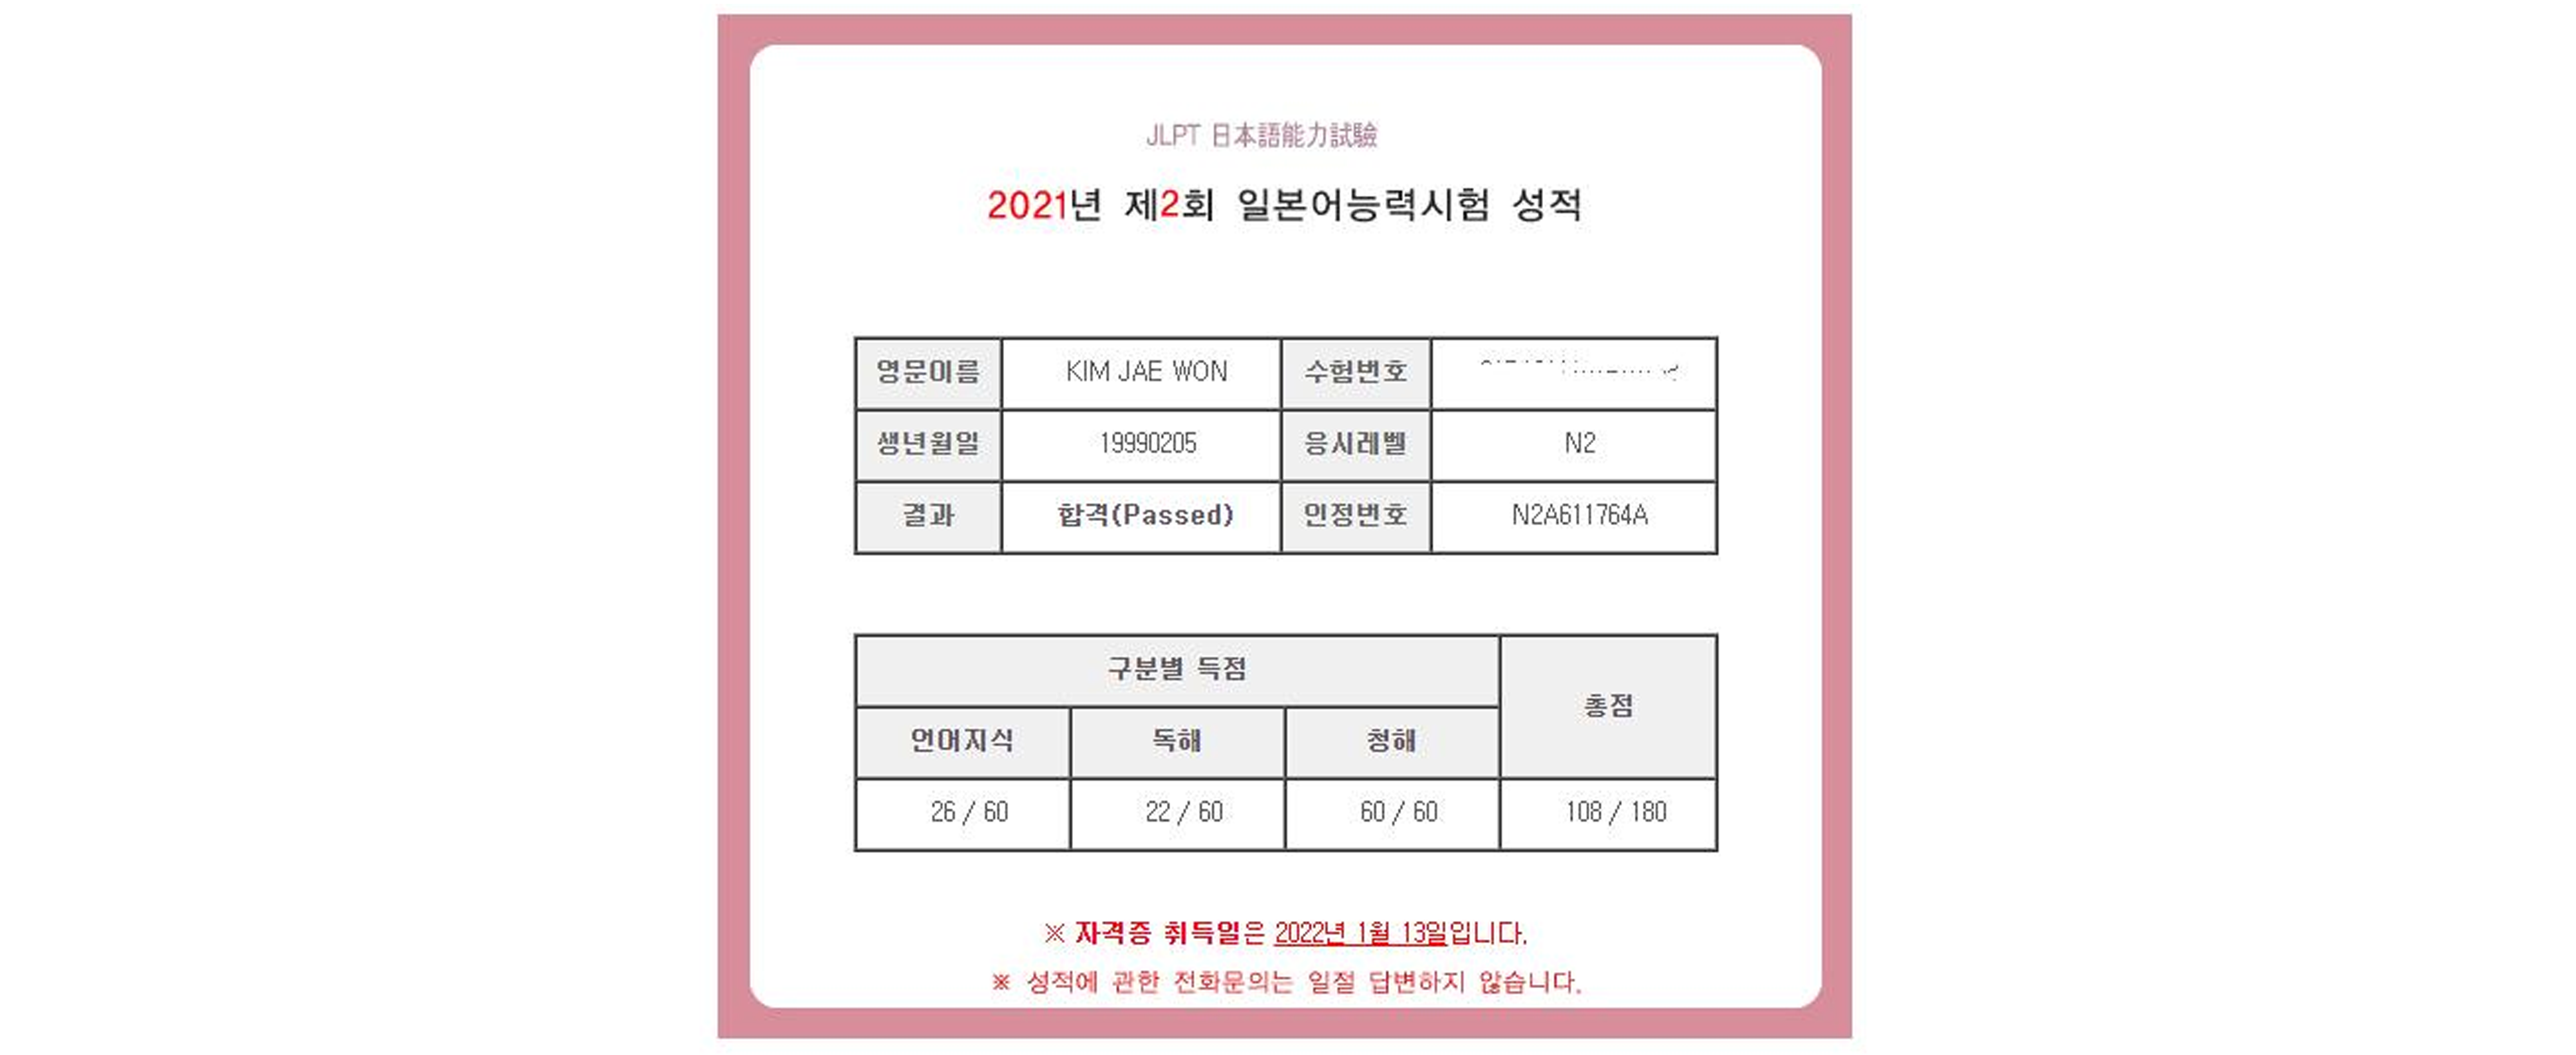 JLPT 日本語能力試驗
2021년 제2회 일본어능력시험 성적
영문이름 KIM JAE WON 수험번호
생년월일 19990205 응시레벨 N2
결과 합격(Passed) 인정번호 N2A611764A
구분별 득점 총점
언어지식 독해 청해
26 / 60 22 / 60 60 / 60 108 / 180
※ 자격증 취득일은 2022년 1월 13일입니다.
※ 성적에 관한 전화문의는 일절 답변하지 않습니다.